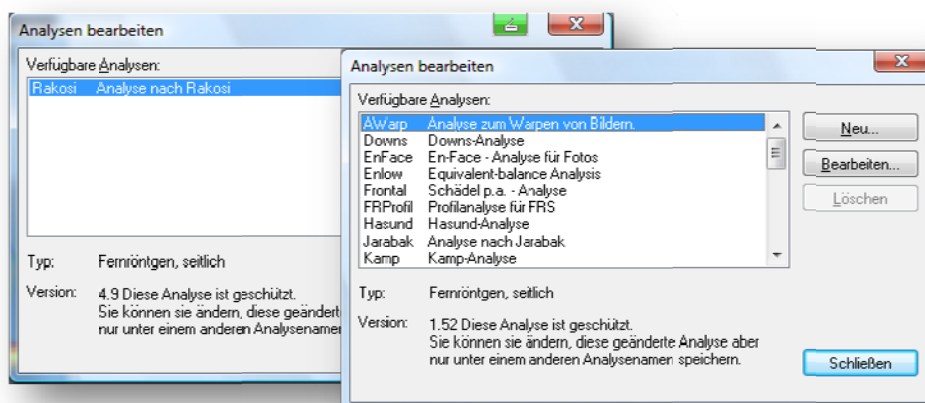 Analysen bearbeiten
Verfügbare Analysen:
Rakosi Analyse nach Rakosi
Typ: Fernröntgen, seitlich
Version: 4.9 Diese Analyse ist geschützt.
Sie können sie ändern, diese geändert
nur unter einem anderen Analysenamen
Analysen bearbeiten
Verfügbare Analysen:
AWarp Analyse zum Warpen von Bildern.
Downs Downs-Analyse
EnFace En-Face - Analyse für Fotos
Enlow Equivalent-balance Analysis
Frontal Schädel p.a. - Analyse
FRProfil Profilanalyse für FRS
Hasund Hasund-Analyse
Jarabak Analyse nach Jarabak
Kamp Kamp-Analyse
Neu...
Bearbeiten...
Löschen
Typ: Fernröntgen, seitlich
Version: 1.52 Diese Analyse ist geschützt.
Sie können sie ändern, diese geänderte Analyse aber
nur unter einem anderen Analysenamen speichern.
Schließen